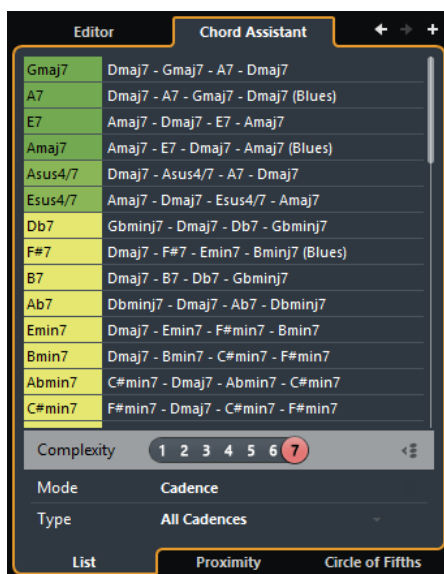 Editor Chord Assistant
Gmaj7 Dmaj7 - Gmaj7 - A7 - Dmaj7
A7 Dmaj7 - A7 - Gmaj7 - Dmaj7 (Blues)
E7 Amaj7 - Dmaj7 - E7 - Amaj7
Amaj7 Amaj7 - E7 - Dmaj7 - Amaj7 (Blues)
Asus4/7 Dmaj7 - Asus4/7 - A7 - Dmaj7
Esus4/7 Amaj7 - Dmaj7 - Esus4/7 - Amaj7
Db7 Gbminj7 - Dmaj7 - Db7 - Gbminj7
F#7 Dmaj7 - F#7 - Emin7 - Bminj7 (Blues)
B7 Dmaj7 - B7 - Db7 - Gbminj7
Ab7 Dbminj7 - Dmaj7 - Ab7 - Dbminj7
Emin7 Dmaj7 - Emin7 - F#min7 - Bmin7
Bmin7 Dmaj7 - Bmin7 - C#min7 - F#min7
Abmin7 C#min7 - Dmaj7 - Abmin7 - C#min7
C#min7 F#min7 - Dmaj7 - C#min7 - F#min7
Complexity 1 2 3 4 5 6 7
Mode Cadence
Type All Cadences
List Proximity Circle of Fifths